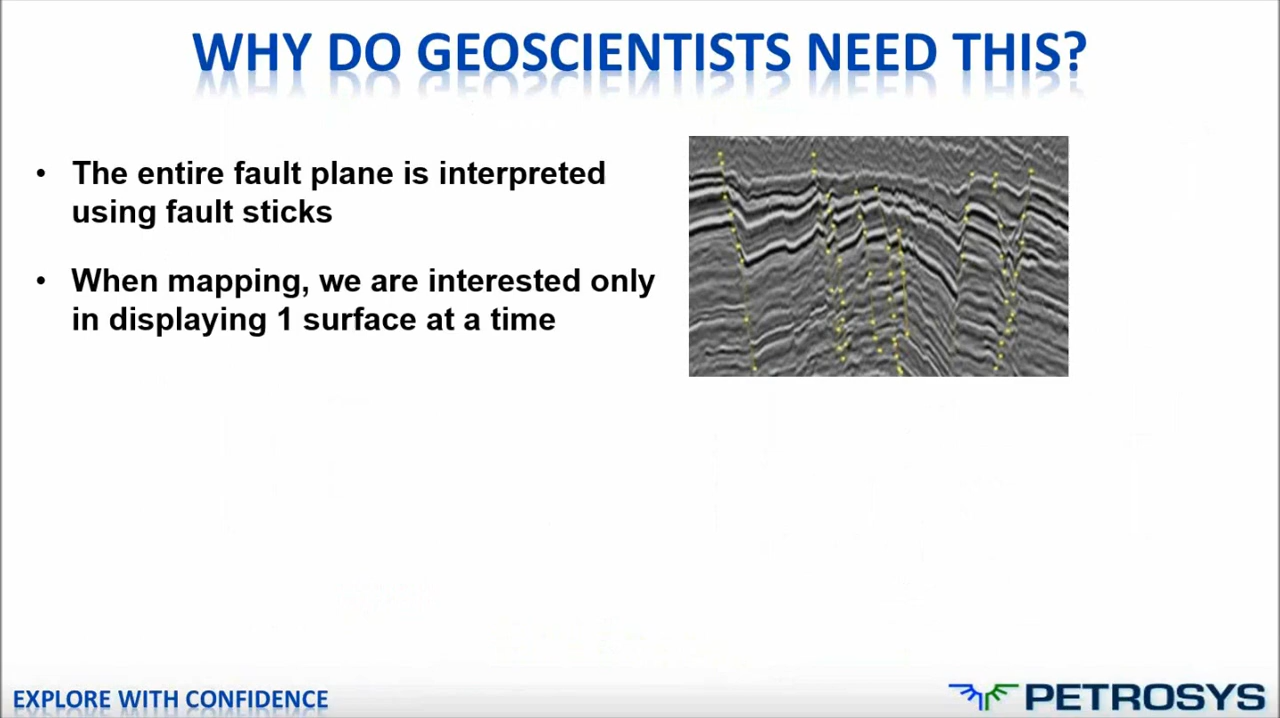 WHY DO GEOSCIENTISTS NEED THIS?
• The entire fault plane is interpreted
using fault sticks
• When mapping, we are interested only
in displaying 1 surface at a time
EXPLORE WITH CONFIDENCE
PETROSYS